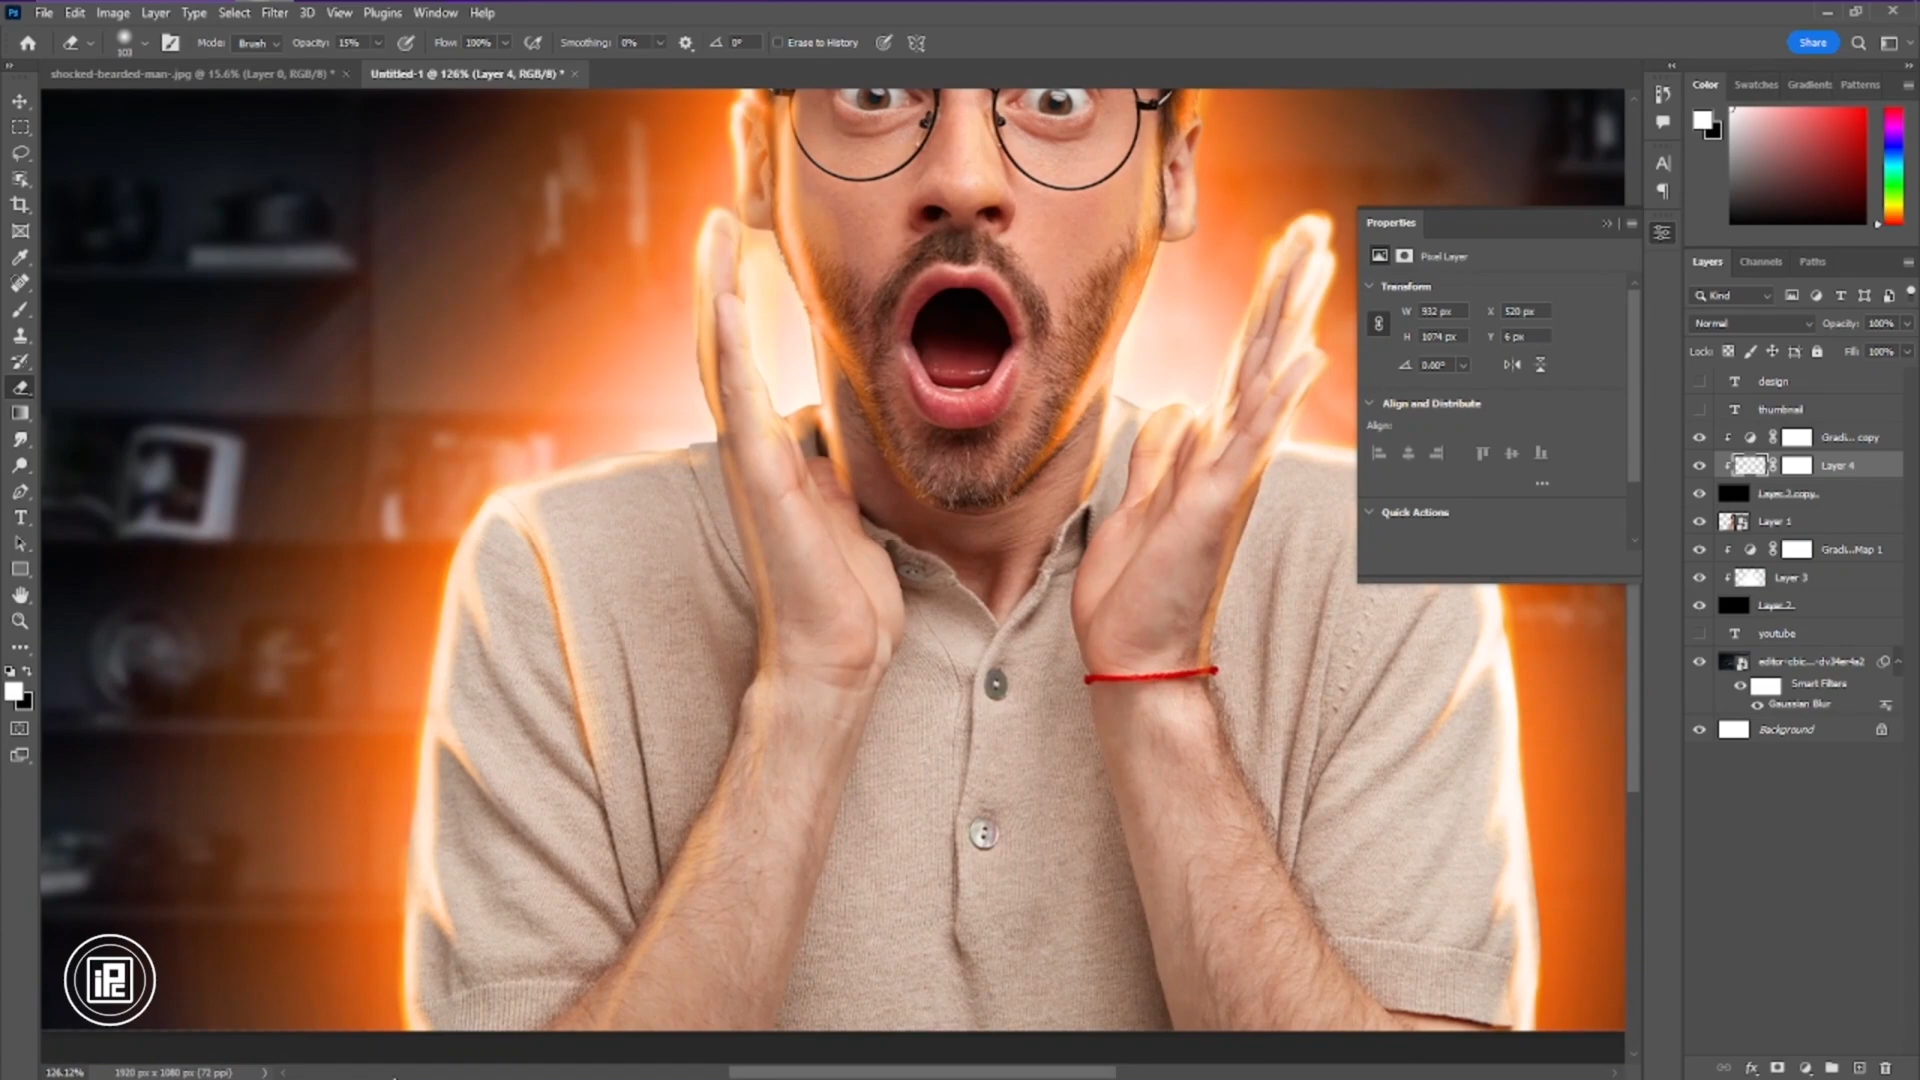 Ps File Edit Image Layer Type Select Filter 3D View Plugins Window Help
103 Mode: Brush Opacity: 15% Flow: 100% Smoothing: 0% 0° Erase to History Share
shocked-bearded-man-.jpg @ 15.6% (Layer 0, RGB/8) * × Untitled-1 @ 126% (Layer 4, RGB/8) * ×
Color Swatches Gradients Patterns
Properties
Pixel Layer
Transform
W 932 px X 520 px
H 1074 px Y 6 px
0.00°
Align and Distribute
Align:
Quick Actions
Layers Channels Paths
Kind
Normal Opacity: 100%
Lock: Fill: 100%
T design
T thumbnail
Gradi... copy
Layer 4
Layer 2 copy
Layer 1
Gradi...Map 1
Layer 3
Layer 2
T youtube
Smart Filters
Gaussian Blur
Background
fx
iPC
126.12% 1920 px x 1080 px (72 ppi)